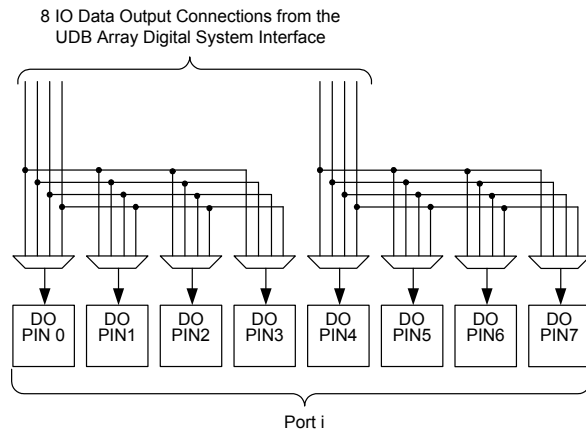 8 IO Data Output Connections from the
UDB Array Digital System Interface
DO
PIN 0
DO
PIN1
DO
PIN2
DO
PIN3
DO
PIN4
DO
PIN5
DO
PIN6
DO
PIN7
Port i